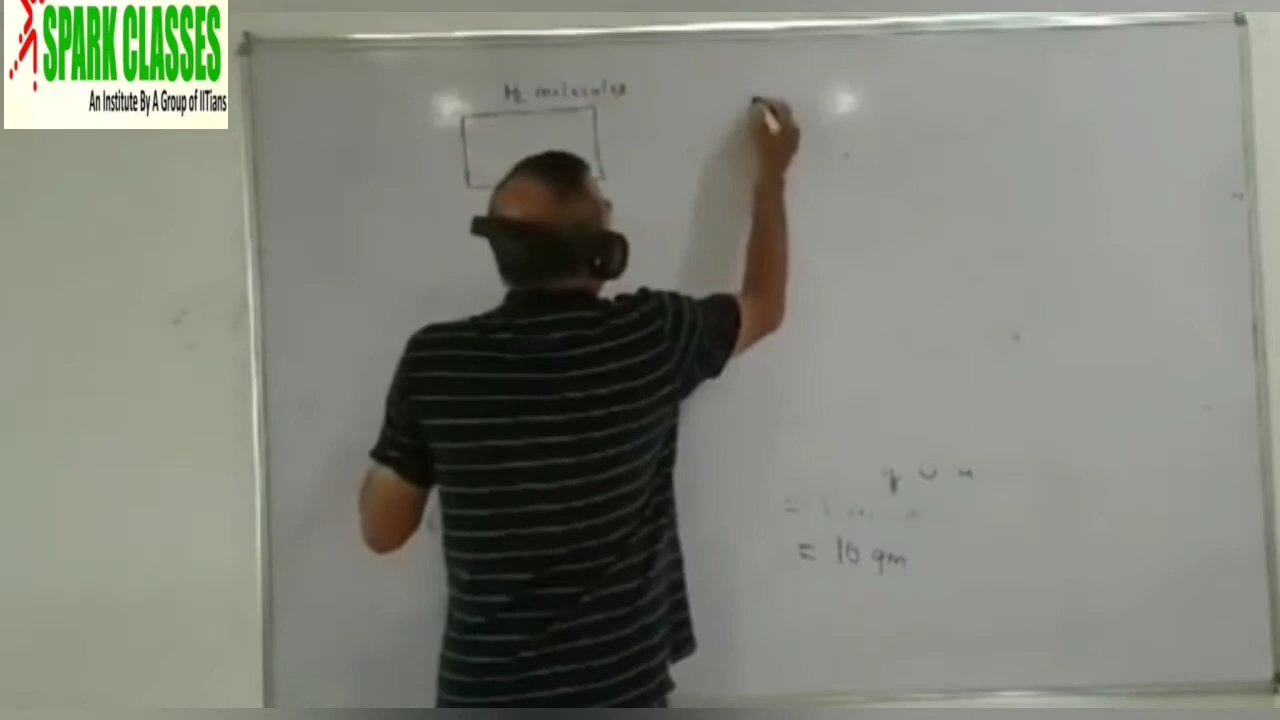 SPARK CLASSES
An Institute By A Group of IITians
H2 molecules
= 10 gm